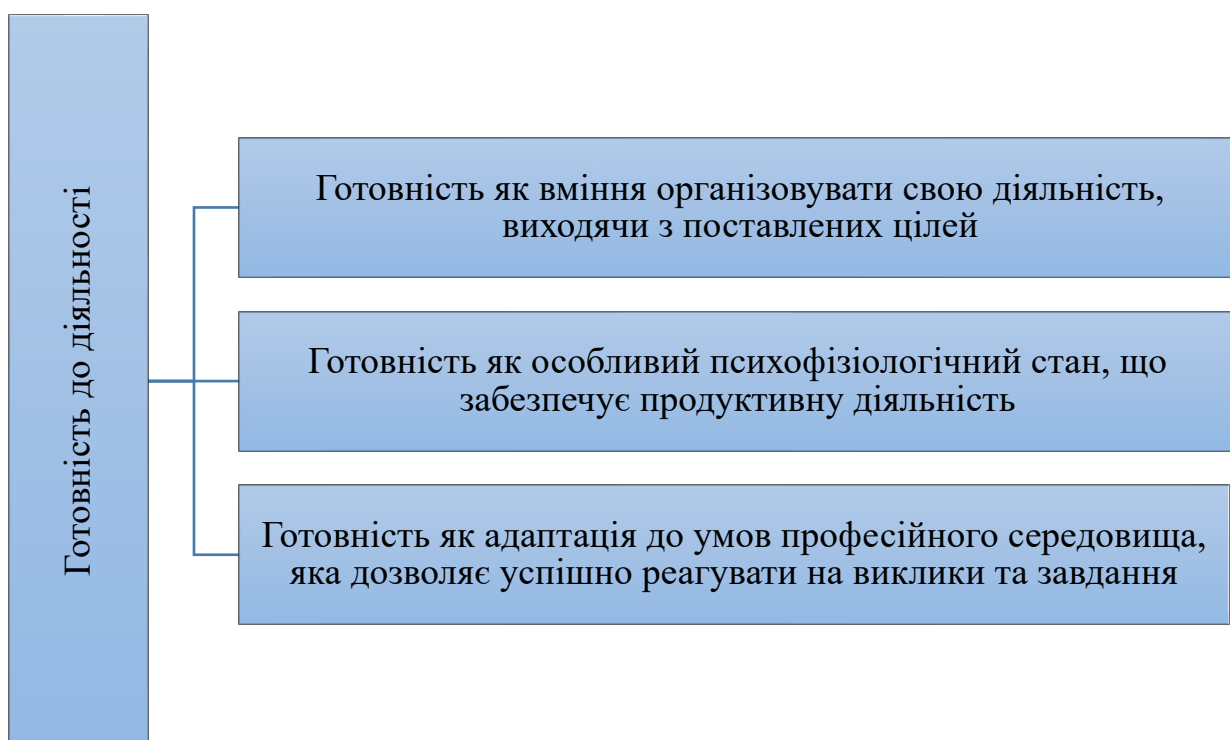 Готовність до діяльності
Готовність як вміння організовувати свою діяльність,
виходячи з поставлених цілей
Готовність як особливий психофізіологічний стан, що
забезпечує продуктивну діяльність
Готовність як адаптація до умов професійного середовища,
яка дозволяє успішно реагувати на виклики та завдання